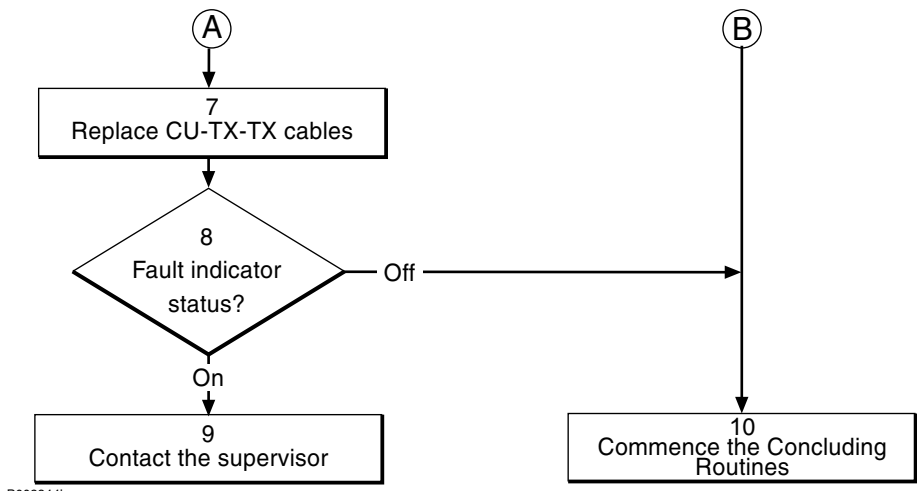 A
B
7
Replace CU-TX-TX cables
8
Fault indicator
status?
Off
On
9
Contact the supervisor
10
Commence the Concluding
Routines